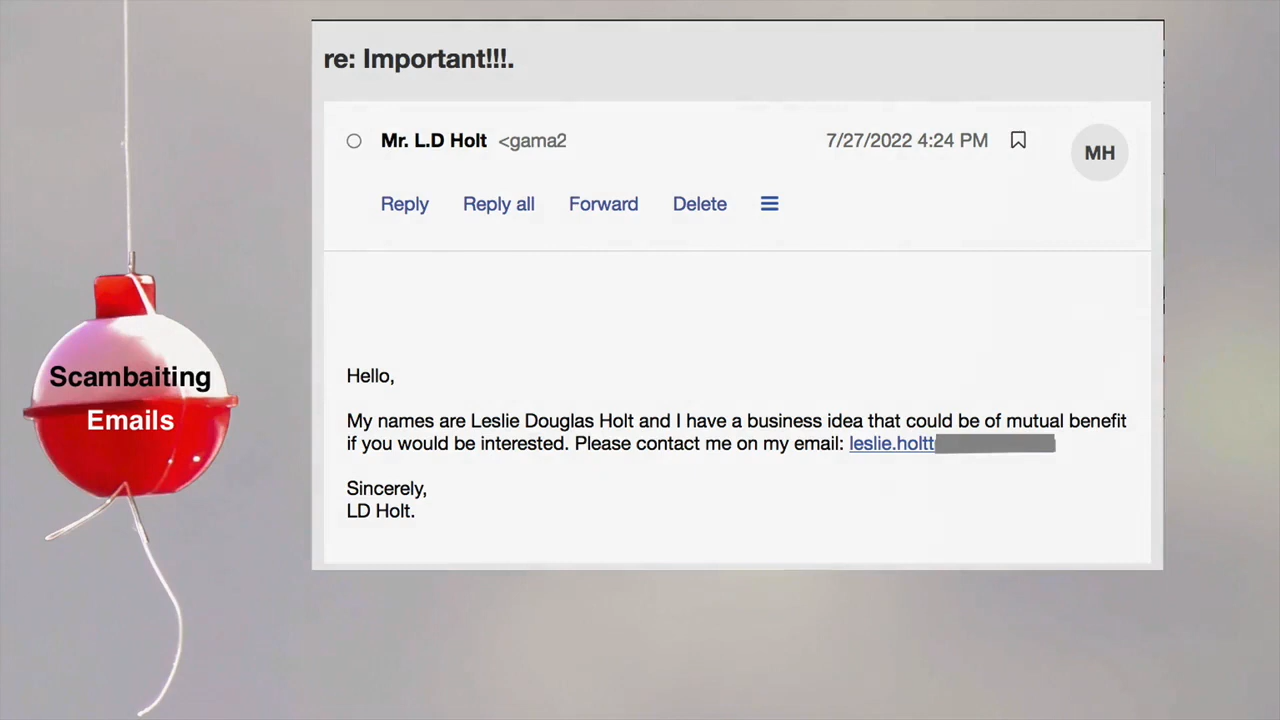 re: Important!!!.
Mr. L.D Holt <gama2 7/27/2022 4:24 PM
MH
Reply Reply all Forward Delete
Hello,
My names are Leslie Douglas Holt and I have a business idea that could be of mutual benefit
if you would be interested. Please contact me on my email: leslie.holtt
Sincerely,
LD Holt.
Scambaiting
Emails